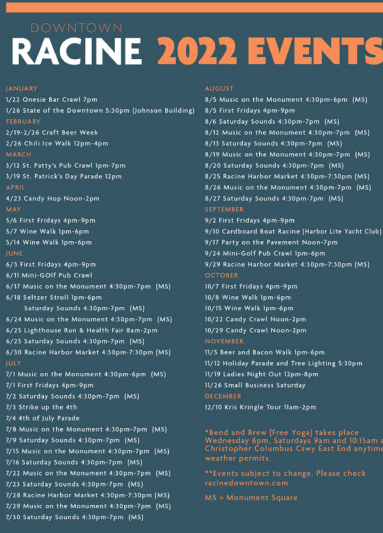 DOWNTOWN
RACINE 2022 EVENTS
JANUARY
1/22 Onesie Bar Crawl 7pm
1/26 State of the Downtown 5:30pm (Johnson Building)
FEBRUARY
2/19-2/26 Craft Beer Week
2/26 Chili Ice Walk 12pm-4pm
MARCH
3/12 St. Patty's Pub Crawl 1pm-7pm
3/19 St. Patrick's Day Parade 12pm
APRIL
4/23 Candy Hop Noon-2pm
MAY
5/6 First Fridays 4pm-9pm
5/7 Wine Walk 1pm-6pm
5/14 Wine Walk 1pm-6pm
JUNE
6/3 First Fridays 4pm-9pm
6/11 Mini-GOlf Pub Crawl
6/17 Music on the Monument 4:30pm-7pm (MS)
6/18 Seltzer Stroll 1pm-6pm
Saturday Sounds 4:30pm-7pm (MS)
6/24 Music on the Monument 4:30pm-7pm (MS)
6/25 Lighthouse Run & Health Fair 8am-2pm
6/25 Saturday Sounds 4:30pm-7pm (MS)
6/30 Racine Harbor Market 4:30pm-7:30pm (MS)
JULY
7/1 Music on the Monument 4:30pm-6pm (MS)
7/1 First Fridays 4pm-9pm
7/2 Saturday Sounds 4:30pm-7pm (MS)
7/3 Strike up the 4th
7/4 4th of July Parade
7/8 Music on the Monument 4:30pm-7pm (MS)
7/9 Saturday Sounds 4:30pm-7pm (MS)
7/15 Music on the Monument 4:30pm-7pm (MS)
7/16 Saturday Sounds 4:30pm-7pm (MS)
7/22 Music on the Monument 4:30pm-7pm (MS)
7/23 Saturday Sounds 4:30pm-7pm (MS)
7/28 Racine Harbor Market 4:30pm-7:30pm (MS)
7/29 Music on the Monument 4:30pm-7pm (MS)
7/30 Saturday Sounds 4:30pm-7pm (MS)
AUGUST
8/5 Music on the Monument 4:30pm-6pm (MS)
8/5 First Fridays 4pm-9pm
8/6 Saturday Sounds 4:30pm-7pm (MS)
8/12 Music on the Monument 4:30pm-7pm (MS)
8/13 Saturday Sounds 4:30pm-7pm (MS)
8/19 Music on the Monument 4:30pm-7pm (MS)
8/20 Saturday Sounds 4:30pm-7pm (MS)
8/25 Racine Harbor Market 4:30pm-7:30pm (MS)
8/26 Music on the Monument 4:30pm-7pm (MS)
8/27 Saturday Sounds 4:30pm-7pm (MS)
SEPTEMBER
9/2 First Fridays 4pm-9pm
9/10 Cardboard Boat Racine (Harbor Lite Yacht Club)
9/17 Party on the Pavement Noon-7pm
9/24 Mini-Golf Pub Crawl 1pm-6pm
9/29 Racine Harbor Market 4:30pm-7:30pm (MS)
OCTOBER
10/7 First Fridays 4pm-9pm
10/8 Wine Walk 1pm-6pm
10/15 Wine Walk 1pm-6pm
10/22 Candy Crawl Noon-2pm
10/29 Candy Crawl Noon-2pm
NOVEMBER
11/5 Beer and Bacon Walk 1pm-6pm
11/12 Holiday Parade and Tree Lighting 5:30pm
11/19 Ladies Night Out 12pm-8pm
11/26 Small Business Saturday
DECEMBER
12/10 Kris Kringle Tour 11am-2pm
*Bend and Brew (Free Yoga) takes place
Wednesday 6pm, Saturdays 9am and 10:15am a
Christopher Columbus Cswy East End anytime
weather permits.
**Events subject to change. Please check
racinedowntown.com.
MS = Monument Square